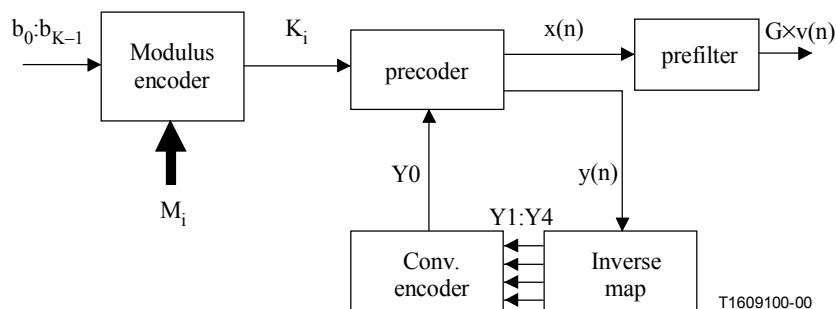 b0:bK–1
Modulus
encoder
Ki
precoder
x(n)
prefilter
G×v(n)
Mi
Y0
y(n)
Y1:Y4
Conv.
encoder
Inverse
map
T1609100-00